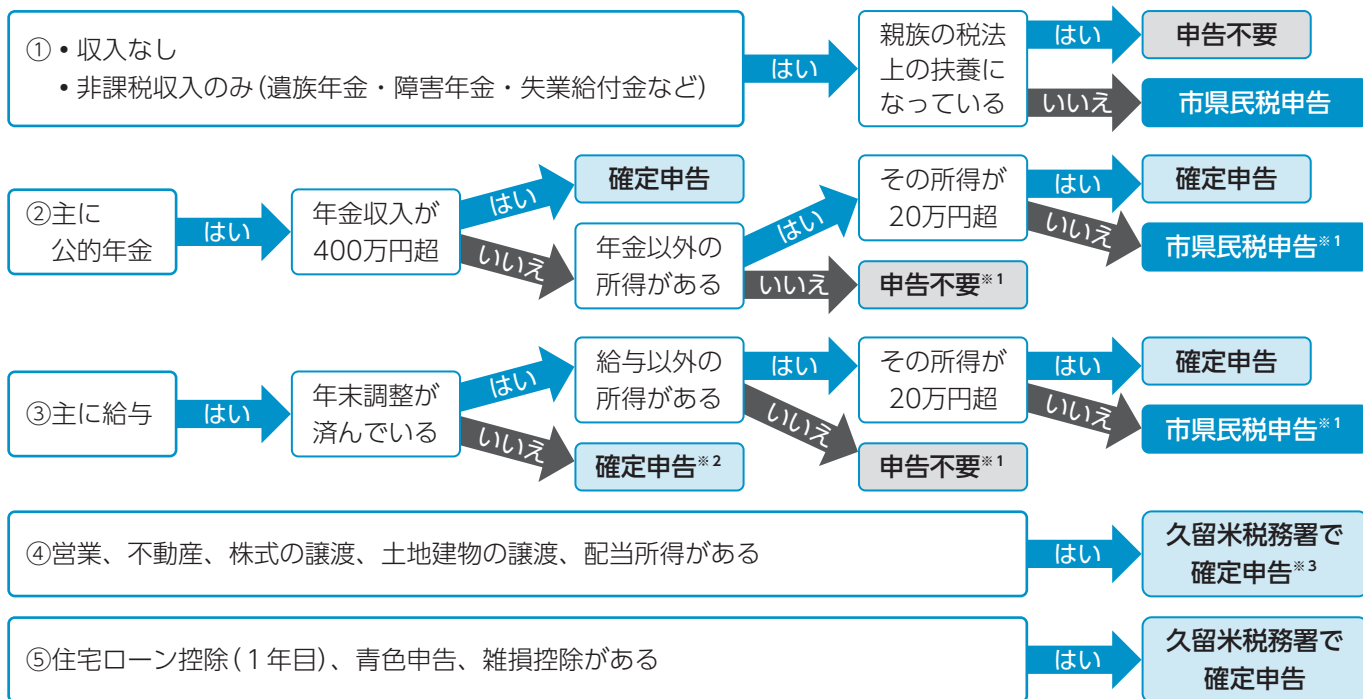 ①•収入なし
•非課税収入のみ(遺族年金・障害年金・失業給付金など)
はい
親族の税法
上の扶養に
なっている
はい
申告不要
いいえ
市県民税申告
②主に
公的年金
はい
年金収入が
400万円超
はい
確定申告
いいえ
年金以外の
所得がある
はい
その所得が
20万円超
はい
確定申告
いいえ
市県民税申告※1
いいえ
申告不要※1
③主に給与
はい
年末調整が
済んでいる
はい
給与以外の
所得がある
はい
その所得が
20万円超
はい
確定申告
いいえ
市県民税申告※1
いいえ
申告不要※1
いいえ
確定申告※2
④営業、不動産、株式の譲渡、土地建物の譲渡、配当所得がある
はい
久留米税務署で
確定申告※3
⑤住宅ローン控除(1年目)、青色申告、雑損控除がある
はい
久留米税務署で
確定申告